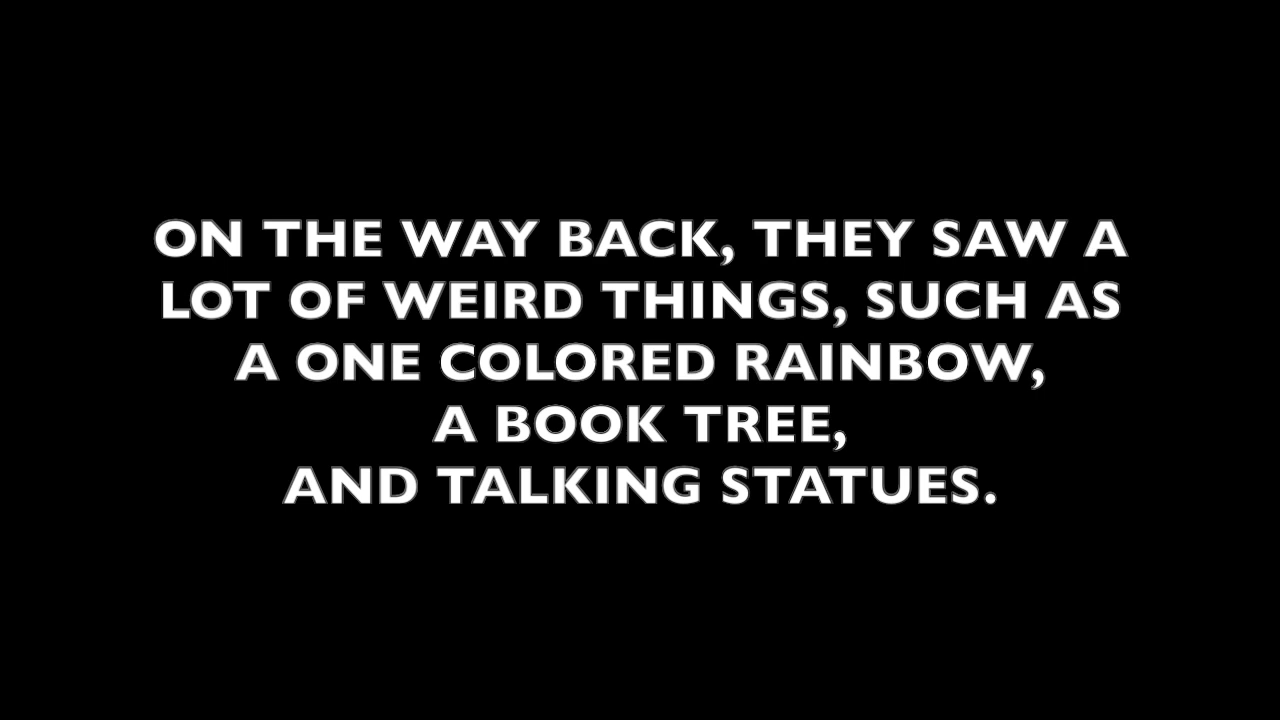 ON THE WAY BACK, THEY SAW A
LOT OF WEIRD THINGS, SUCH AS
A ONE COLORED RAINBOW,
A BOOK TREE,
AND TALKING STATUES.